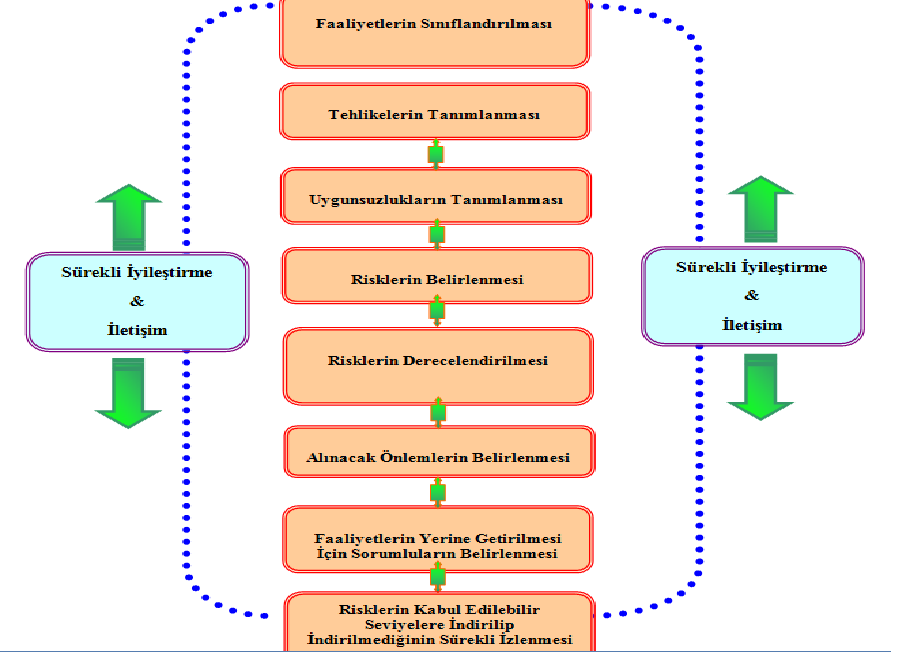 Faaliyetlerin Sınıflandırılması
Tehlikelerin Tanımlanması
Uygunsuzlukların Tanımlanması
Risklerin Belirlenmesi
Risklerin Derecelendirilmesi
Alınacak Önlemlerin Belirlenmesi
Faaliyetlerin Yerine Getirilmesi
İçin Sorumluların Belirlenmesi
Risklerin Kabul Edilebilir
Seviyelere İndirilip
İndirilmediğinin Sürekli İzlenmesi
Sürekli İyileştirme
&
İletişim
Sürekli İyileştirme
&
İletişim